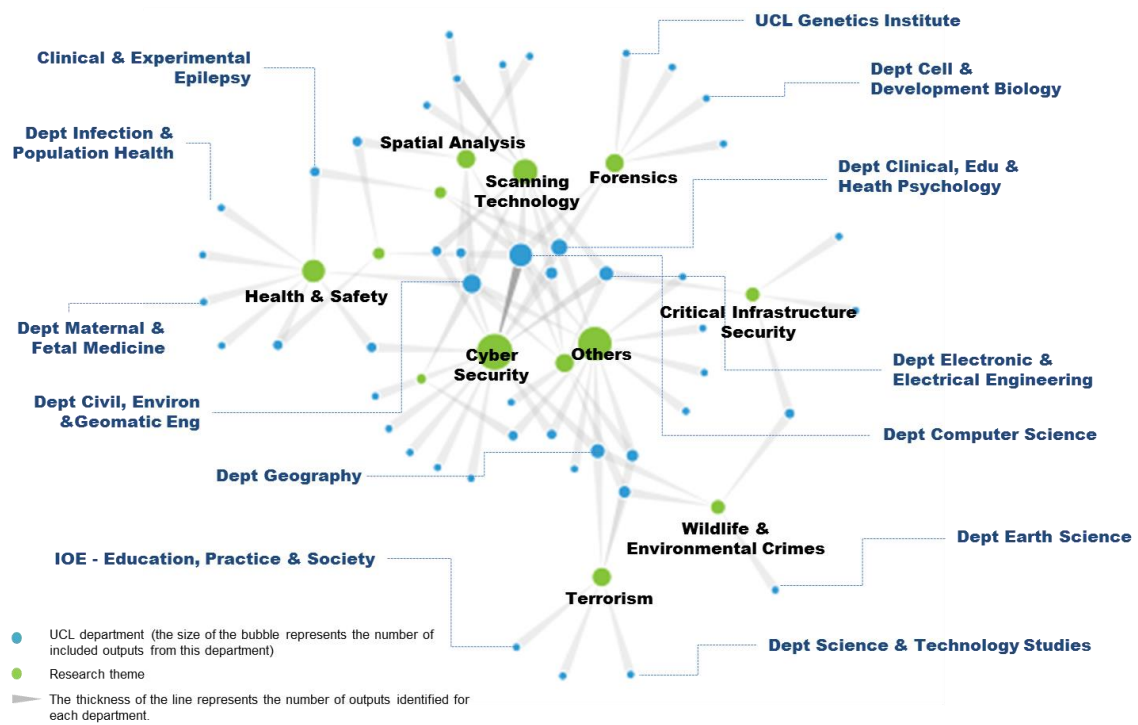 UCL Genetics Institute
Clinical & Experimental
Epilepsy
Dept Cell &
Development Biology
Dept Infection &
Population Health
Spatial Analysis
Scanning
Technology
Forensics
Dept Clinical, Edu &
Heath Psychology
Health & Safety
Critical Infrastructure
Security
Dept Maternal &
Fetal Medicine
Cyber
Security
Others
Dept Electronic &
Electrical Engineering
Dept Civil, Environ
&Geomatic Eng
Dept Computer Science
Dept Geography
Wildlife &
Environmental Crimes
Dept Earth Science
IOE - Education, Practice & Society
Terrorism
Dept Science & Technology Studies
UCL department (the size of the bubble represents the number of
included outputs from this department)
Research theme
The thickness of the line represents the number of outputs identified for
each department.